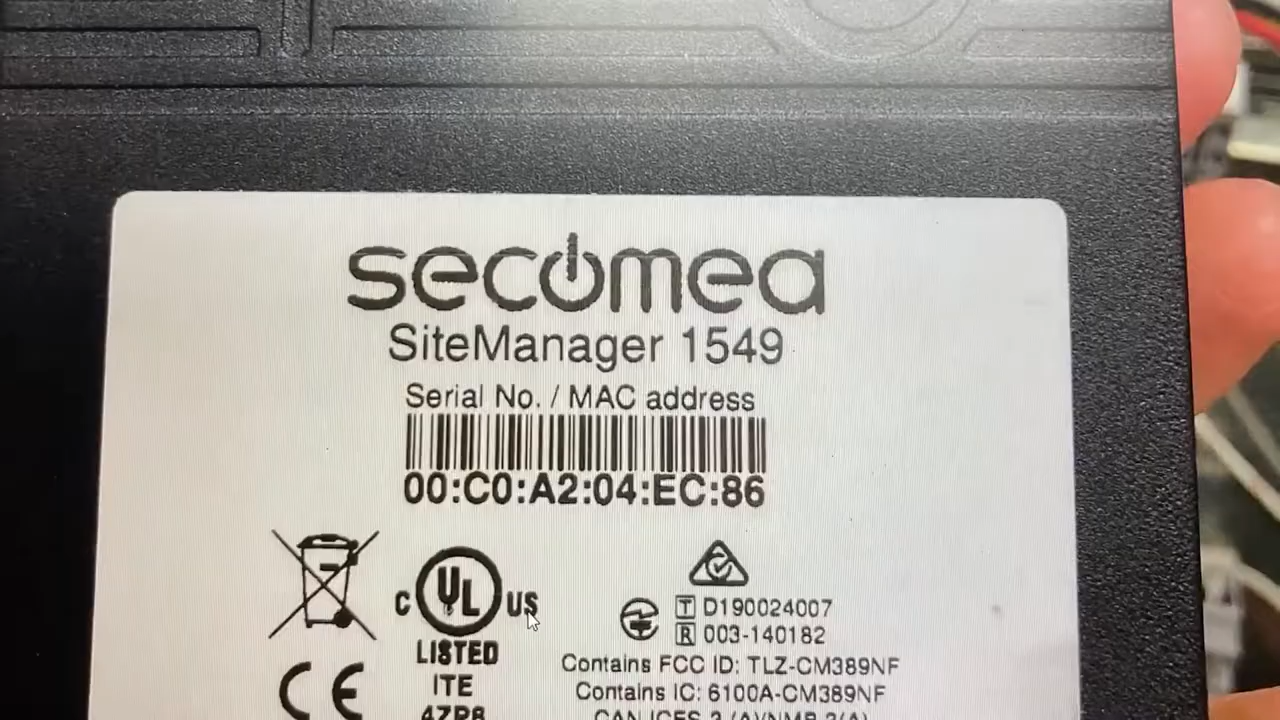 secomea
SiteManager 1549
Serial No. / MAC address
00:C0:A2:04:EC:86
C UL US
LISTED
ITE
CE
T D190024007
R 003-140182
Contains FCC ID: TLZ-CM389NF
Contains IC: 6100A-CM389NF